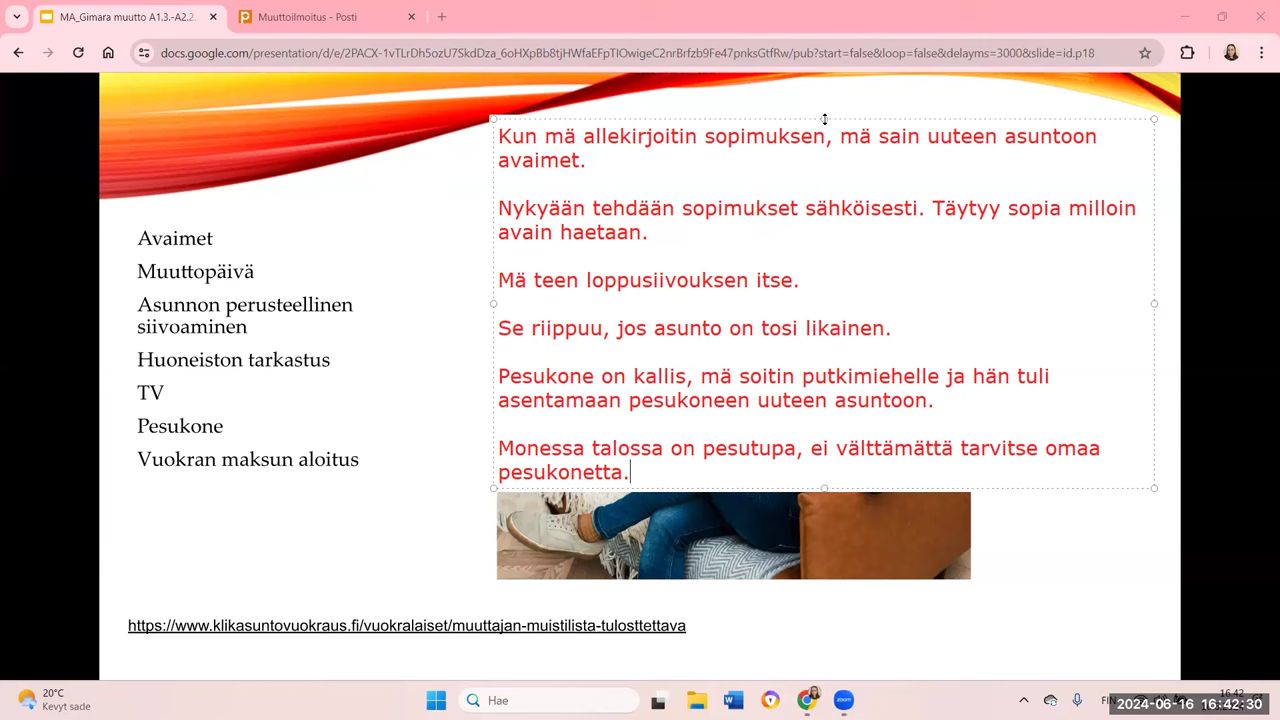 MA_Gimara muutto A1.3.-A2.2.
Muuttoilmoitus - Posti
docs.google.com/presentation/d/e/2PACX-1vTLrDh5ozU7SkdDza_6oHXpBb8tjHWfaEFpTIOwigeC2nrBrfzb9Fe47pnksGtfRw/pub?start=false&loop=false&delayms=3000&slide=id.p18
Kun mä allekirjoitin sopimuksen, mä sain uuteen asuntoon
avaimet.
Nykyään tehdään sopimukset sähköisesti. Täytyy sopia milloin
avain haetaan.
Mä teen loppusiivouksen itse.
Se riippuu, jos asunto on tosi likainen.
Pesukone on kallis, mä soitin putkimiehelle ja hän tuli
asentamaan pesukoneen uuteen asuntoon.
Monessa talossa on pesutupa, ei välttämättä tarvitse omaa
pesukonetta.
Avaimet
Muuttopäivä
Asunnon perusteellinen
siivoaminen
Huoneiston tarkastus
TV
Pesukone
Vuokran maksun aloitus
https://www.klikasuntovuokraus.fi/vuokralaiset/muuttajan-muistilista-tulosttettava
20°C
Kevyt sade
Hae
zoom
FIN
16.42
2024-06-16 16:42:30